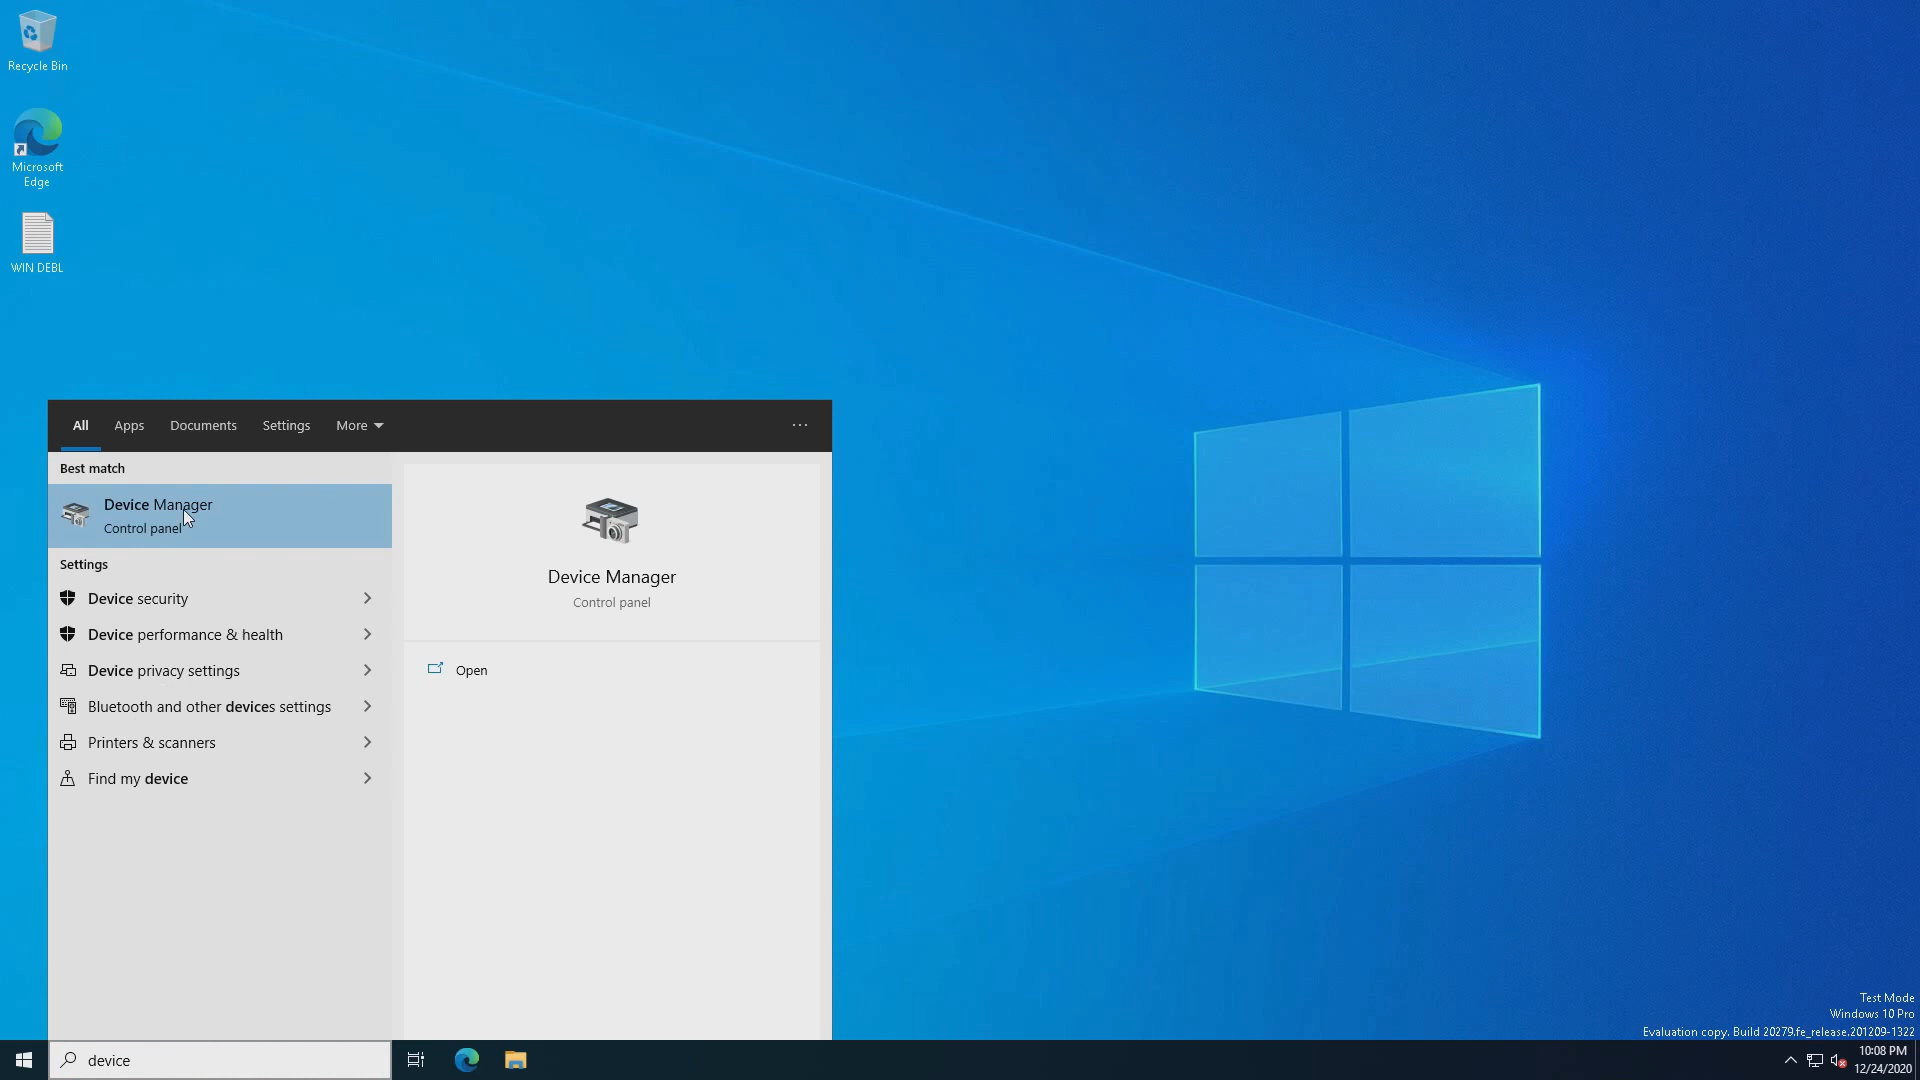 Recycle Bin
Microsoft
Edge
WIN DEBL
All Apps Documents Settings More
Best match
Device Manager
Control panel
Settings
Device security
Device performance & health
Device privacy settings
Bluetooth and other devices settings
Printers & scanners
Find my device
Device Manager
Control panel
Open
Test Mode
Windows 10 Pro
Evaluation copy. Build 20279.fe_release.201209-1322
device
10:08 PM
12/24/2020